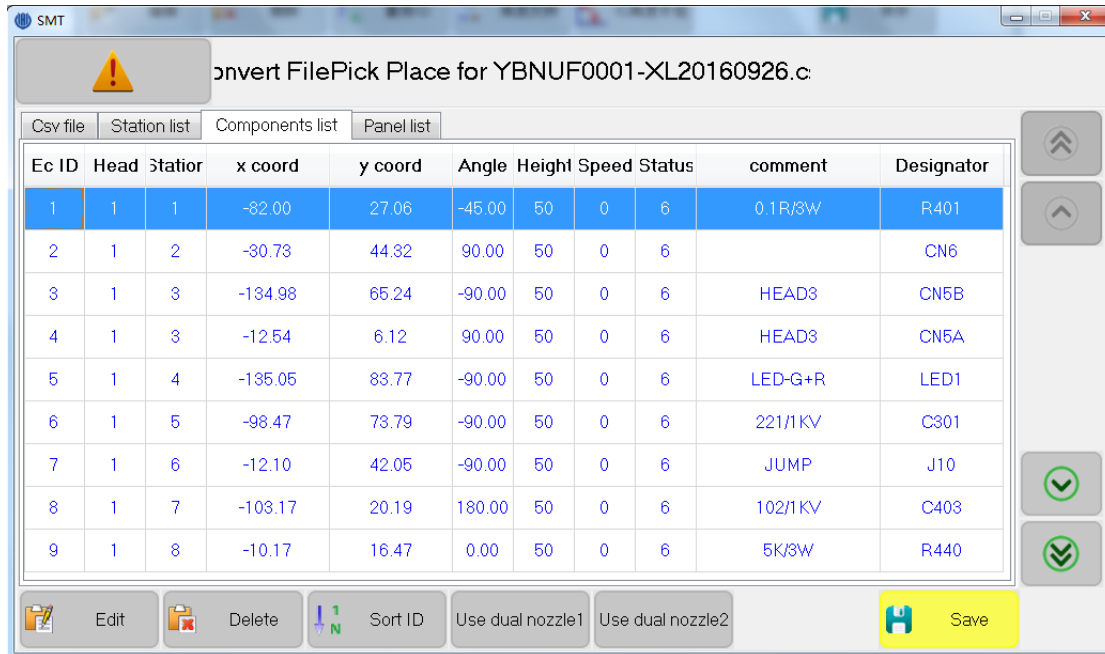 SMT
onvert FilePick Place for YBNUF0001-XL20160926.c
Csv file Station list Components list Panel list
Ec ID Head Station x coord y coord Angle Height Speed Status comment Designator
1 1 1 -82.00 27.06 -45.00 50 0 6 0.1R/3W R401
2 1 2 -30.73 44.32 90.00 50 0 6 CN6
3 1 3 -134.98 65.24 -90.00 50 0 6 HEAD3 CN5B
4 1 3 -12.54 6.12 90.00 50 0 6 HEAD3 CN5A
5 1 4 -135.05 83.77 -90.00 50 0 6 LED-G+R LED1
6 1 5 -98.47 73.79 -90.00 50 0 6 221/1KV C301
7 1 6 -12.10 42.05 -90.00 50 0 6 JUMP J10
8 1 7 -103.17 20.19 180.00 50 0 6 102/1KV C403
9 1 8 -10.17 16.47 0.00 50 0 6 5K/3W R440
Edit Delete 1 N Sort ID Use dual nozzle1 Use dual nozzle2 Save